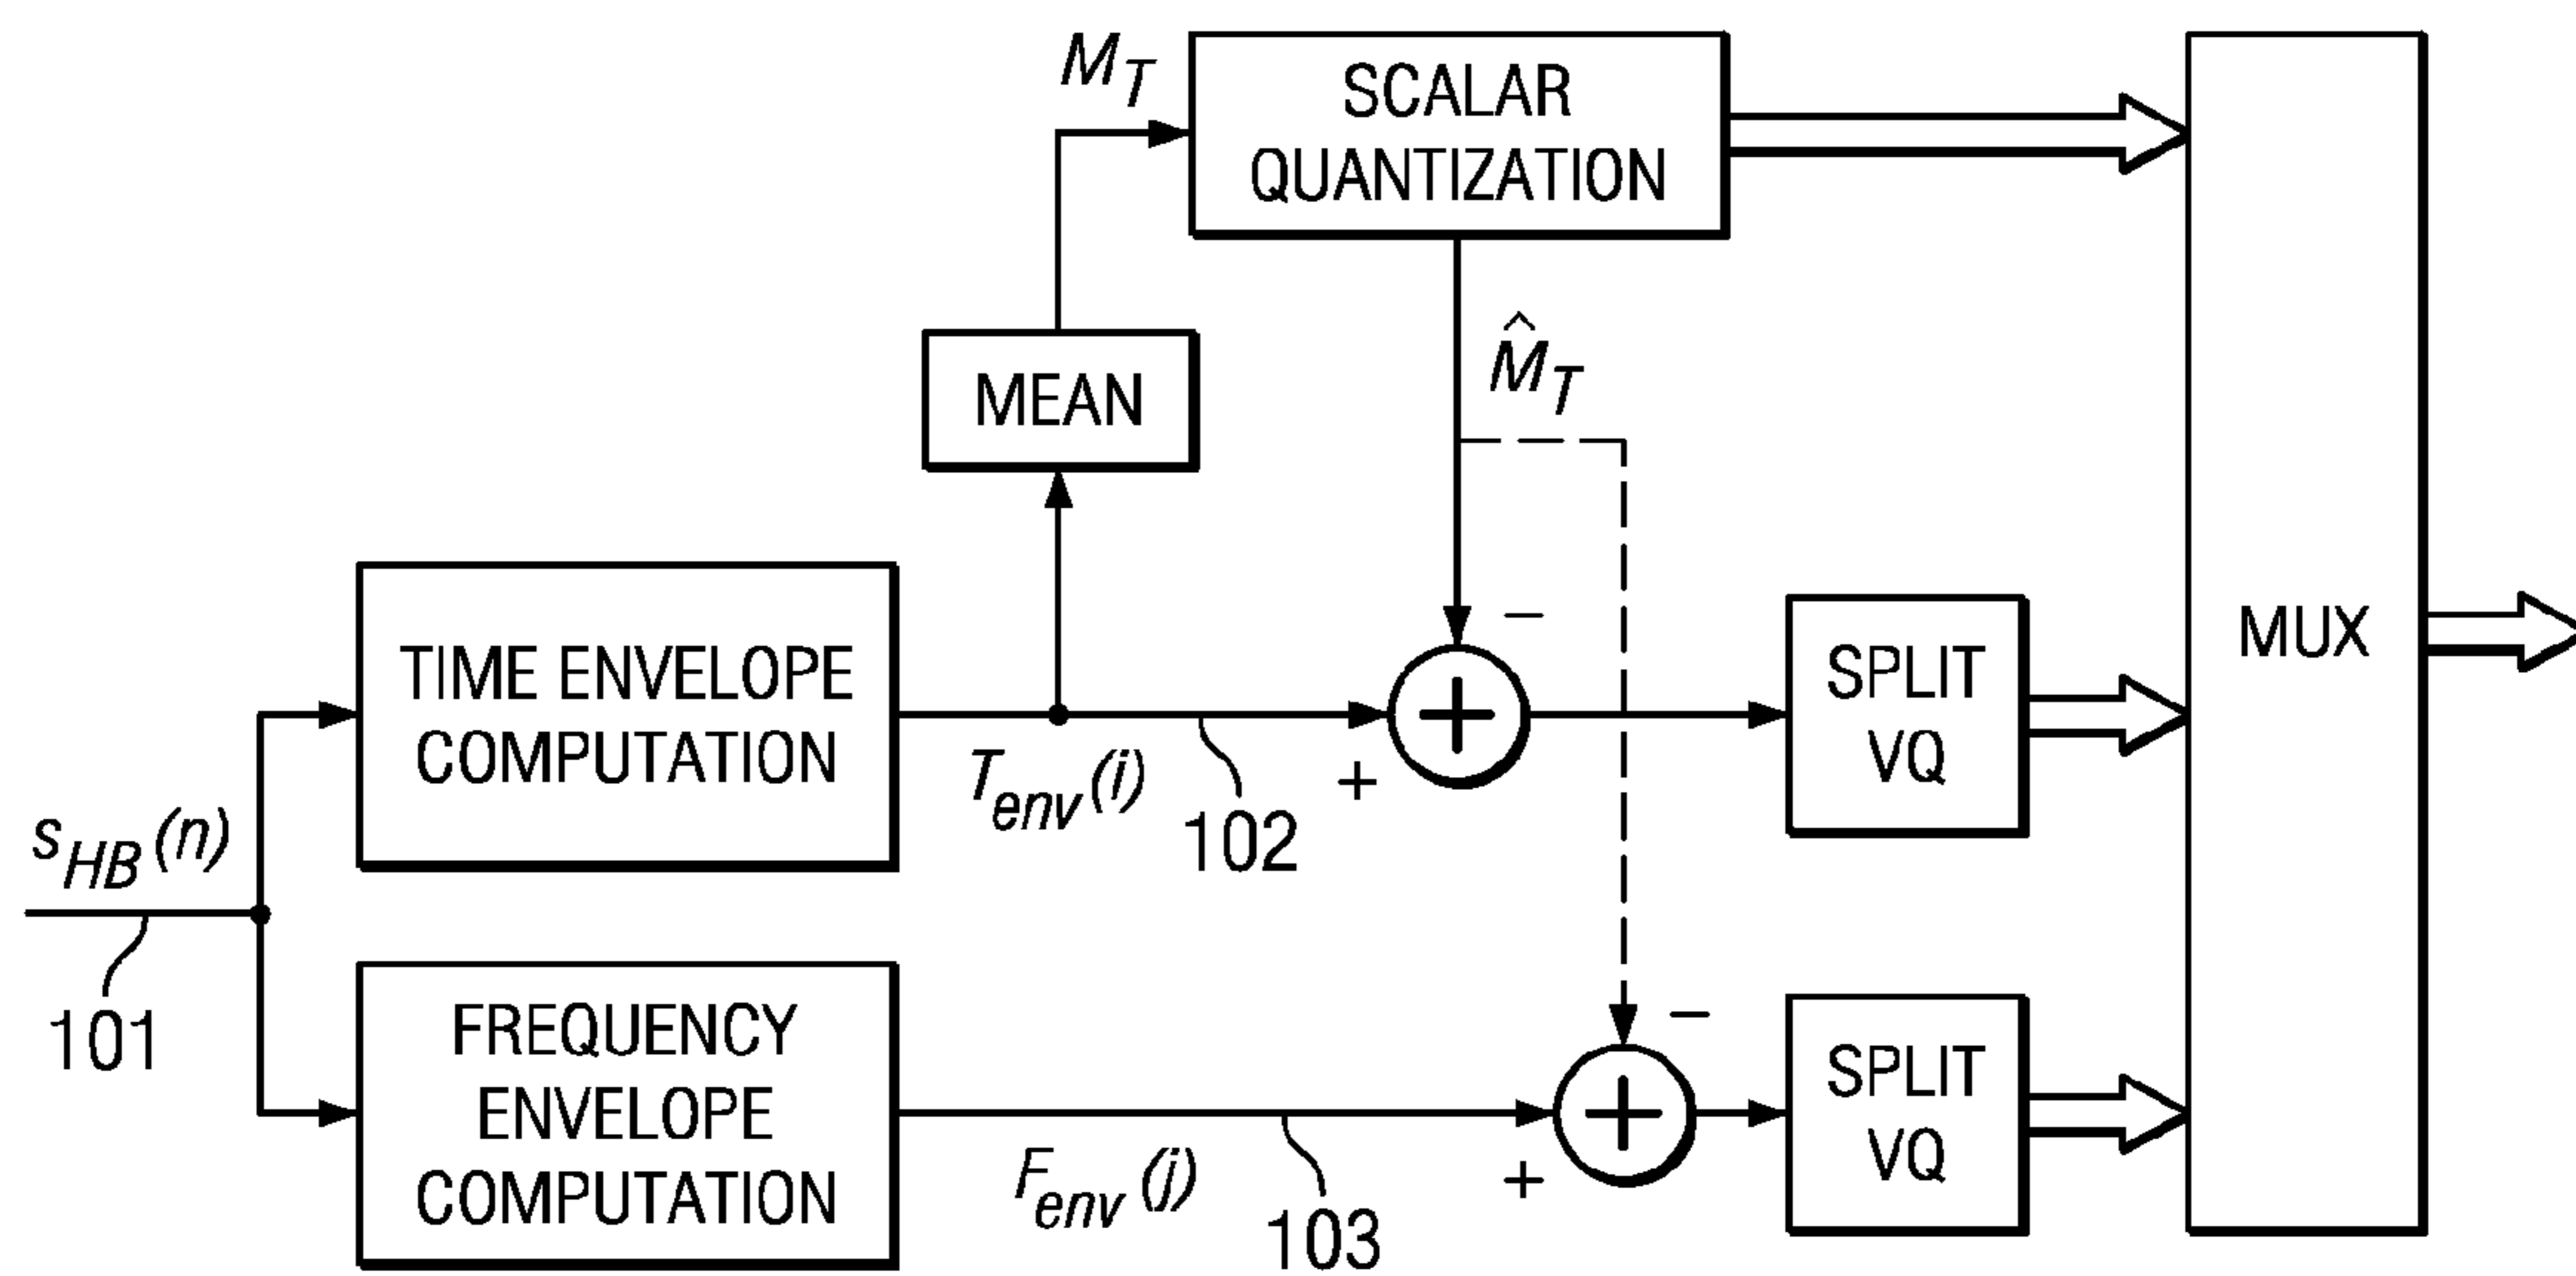 M_T
SCALAR
QUANTIZATION
MEAN
M̂_T
−
TIME ENVELOPE
COMPUTATION
T_env(i)
102
+
+
SPLIT
VQ
MUX
s_HB(n)
101
FREQUENCY
ENVELOPE
COMPUTATION
F_env(j)
103
−
+
+
SPLIT
VQ